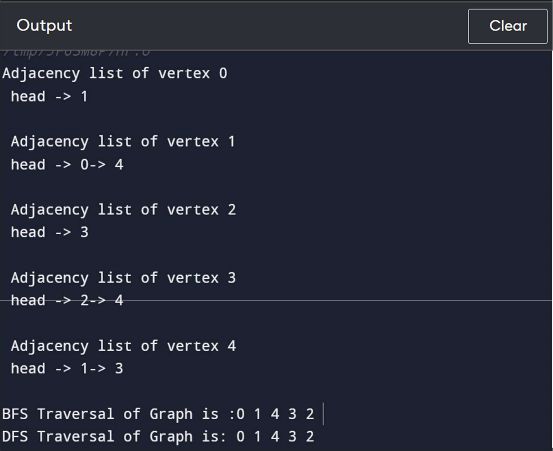 Output
Clear
Adjacency list of vertex 0
head -> 1
Adjacency list of vertex 1
head -> 0-> 4
Adjacency list of vertex 2
head -> 3
Adjacency list of vertex 3
head -> 2-> 4
Adjacency list of vertex 4
head -> 1-> 3
BFS Traversal of Graph is :0 1 4 3 2
DFS Traversal of Graph is: 0 1 4 3 2